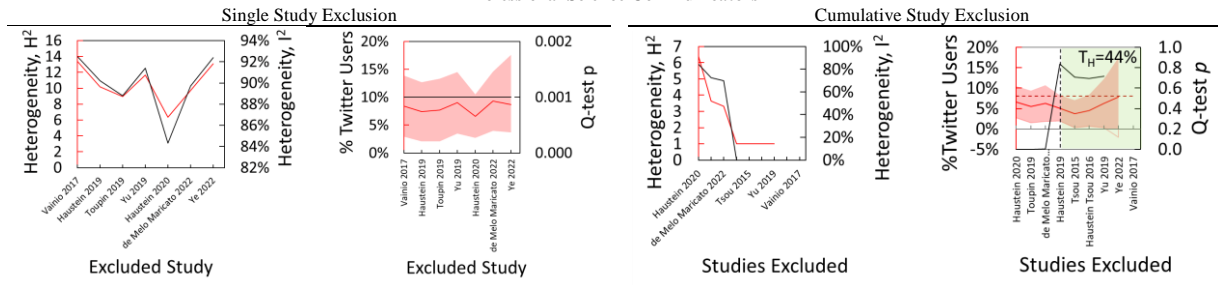 Single Study Exclusion
Cumulative Study Exclusion
Heterogeneity, H²
16
14
12
10
8
6
4
2
0
94%
92%
90%
88%
86%
84%
82%
Heterogeneity, I²
Vainio 2017
Haustein 2019
Toupin 2019
Yu 2019
Haustein 2020
de Melo Maricato 2022
Ye 2022
Excluded Study
% Twitter Users
20%
15%
10%
5%
0%
0.002
0.001
0.000
Q-test p
Vainio 2017
Haustein 2019
Toupin 2019
Yu 2019
Haustein 2020
de Melo Maricato 2022
Ye 2022
Excluded Study
Heterogeneity, H²
7
6
5
4
3
2
1
0
100%
80%
60%
40%
20%
0%
Heterogeneity, I²
Haustein 2020
de Melo Maricato 2022
Tsou 2015
Yu 2019
Vainio 2017
Studies Excluded
%Twitter Users
20%
15%
10%
5%
0%
-5%
T_H=44%
1.0
0.8
0.6
0.4
0.2
0.0
Q-test p
Haustein 2020
Toupin 2019
de Melo Maricato...
Haustein 2019
Tsou 2015
Haustein Tsou 2016
Yu 2019
Ye 2022
Vainio 2017
Studies Excluded